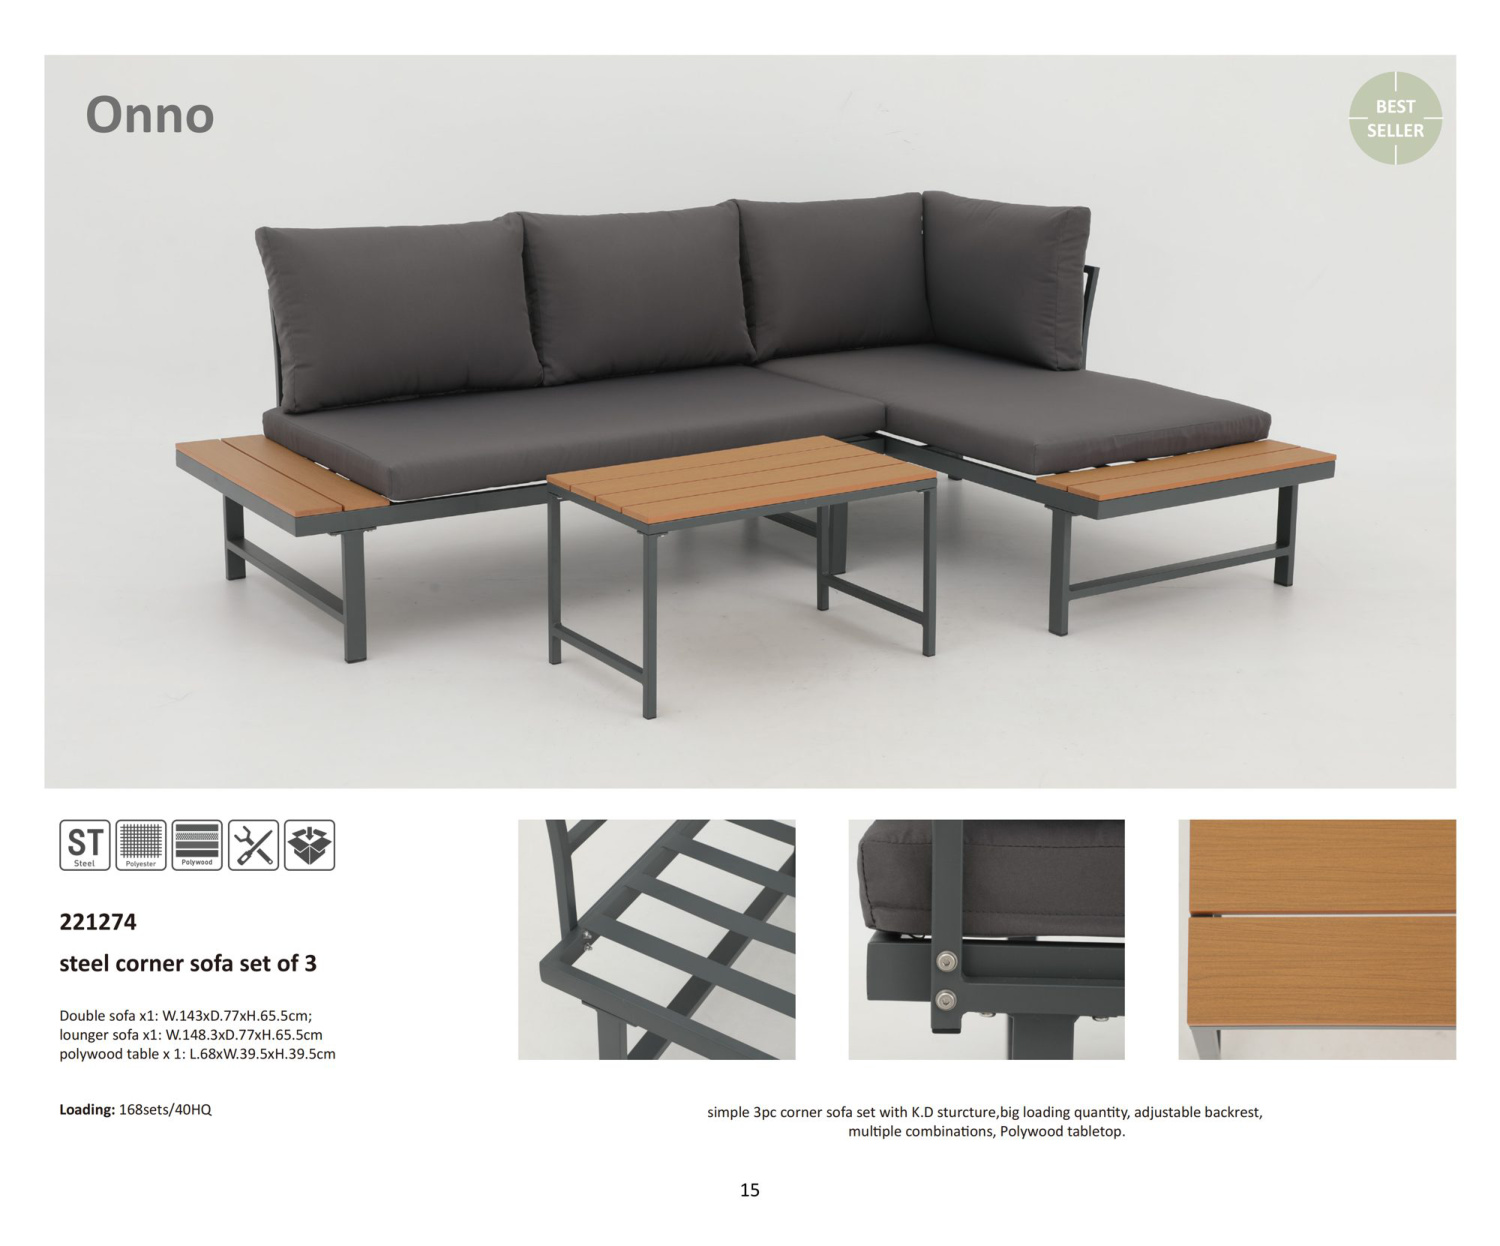 Onno
BEST
SELLER
ST
Steel
Polyester
Polywood
221274
steel corner sofa set of 3
Double sofa x1: W.143xD.77xH.65.5cm;
lounger sofa x1: W.148.3xD.77xH.65.5cm
polywood table x 1: L.68xW.39.5xH.39.5cm
Loading: 168sets/40HQ
simple 3pc corner sofa set with K.D sturcture,big loading quantity, adjustable backrest,
multiple combinations, Polywood tabletop.
15